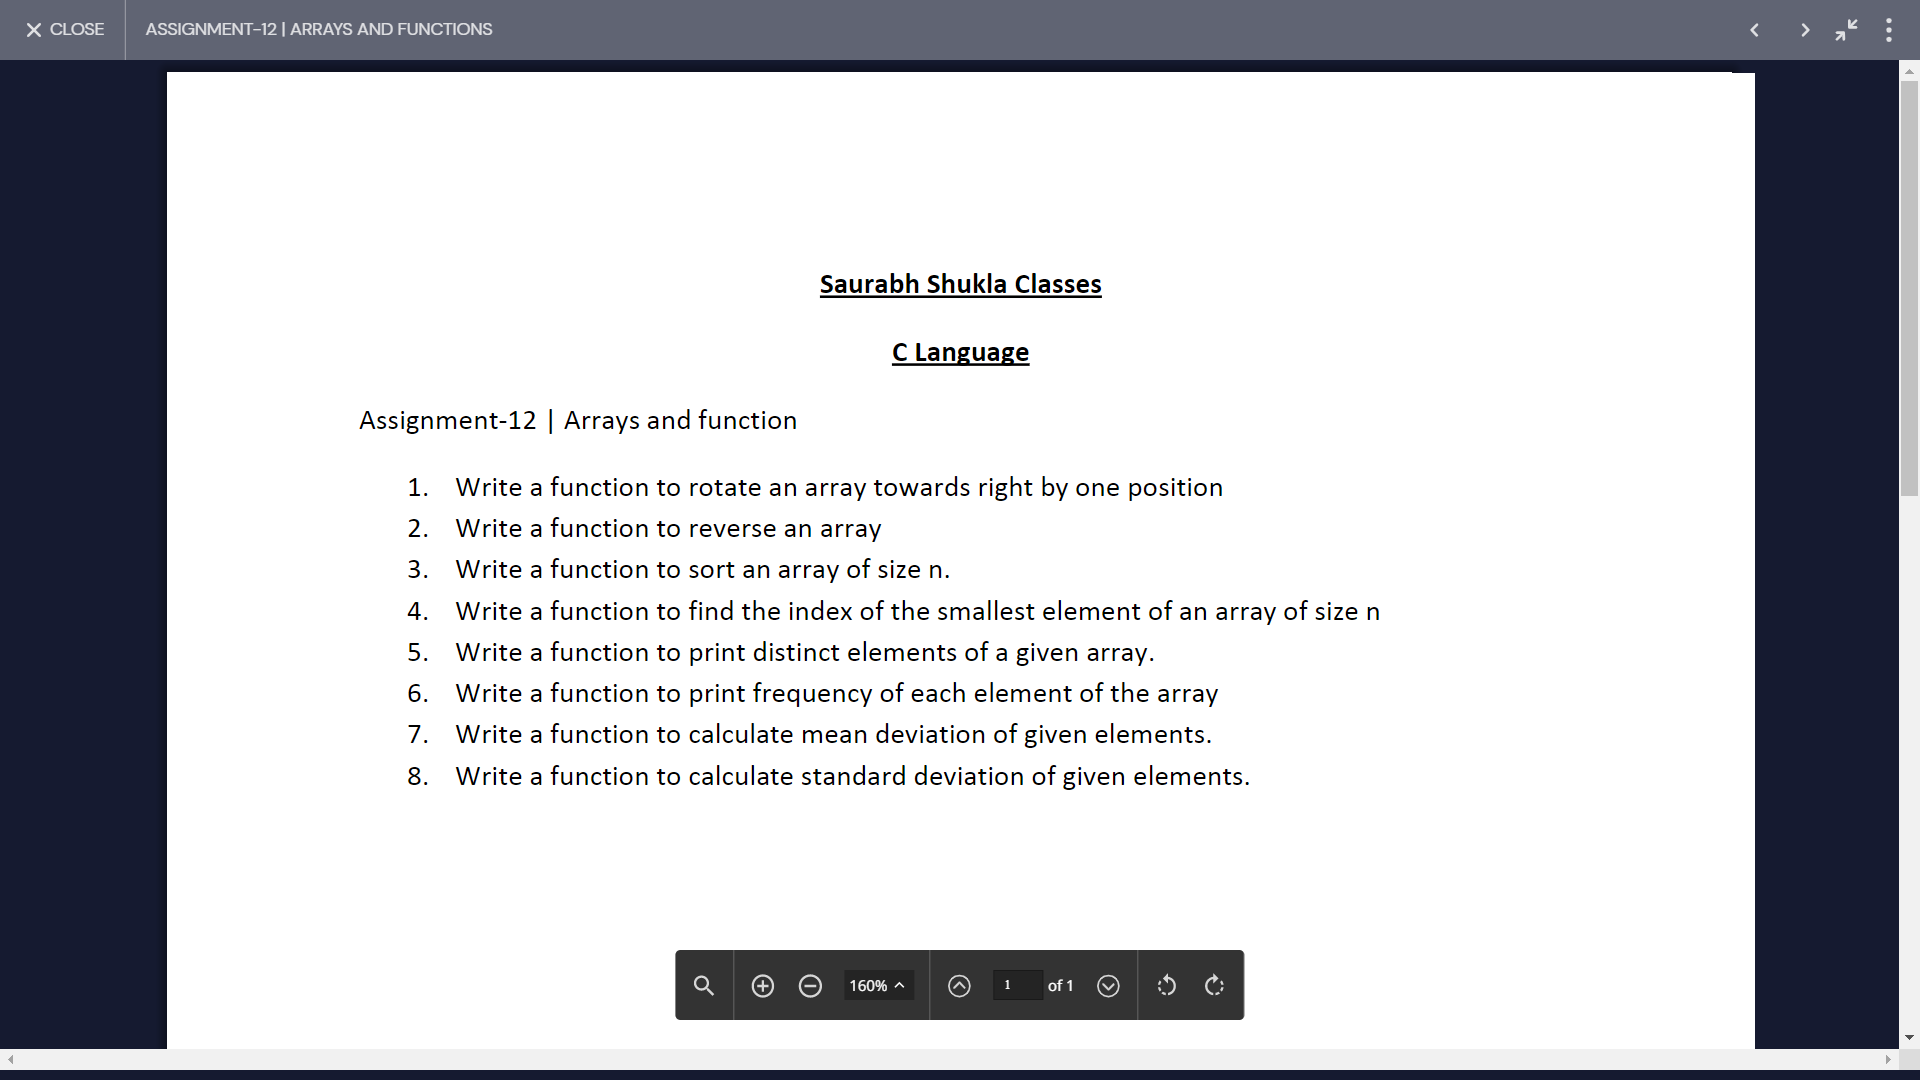 CLOSE
ASSIGNMENT-12 | ARRAYS AND FUNCTIONS
Saurabh Shukla Classes
C Language
Assignment-12 | Arrays and function
1. Write a function to rotate an array towards right by one position
2. Write a function to reverse an array
3. Write a function to sort an array of size n.
4. Write a function to find the index of the smallest element of an array of size n
5. Write a function to print distinct elements of a given array.
6. Write a function to print frequency of each element of the array
7. Write a function to calculate mean deviation of given elements.
8. Write a function to calculate standard deviation of given elements.
160% 1 of 1